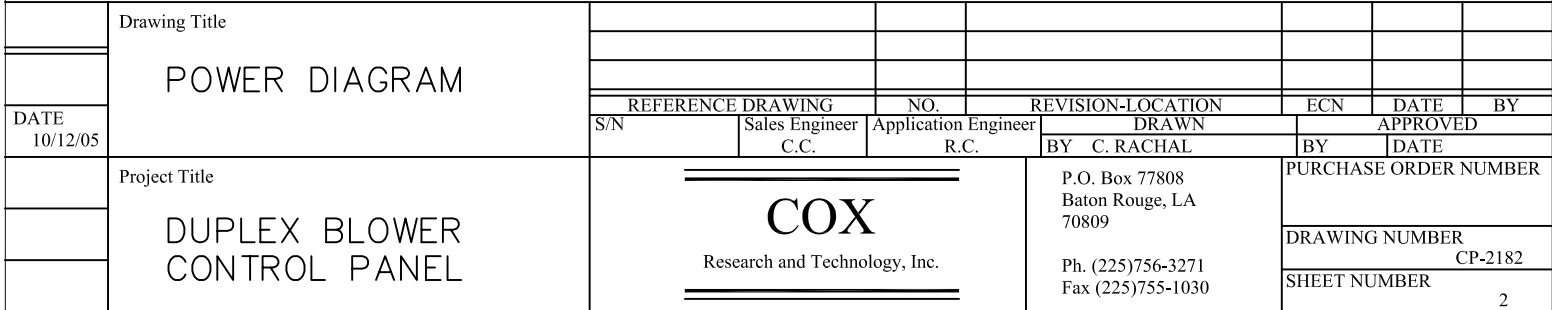 Drawing Title
POWER DIAGRAM
DATE
10/12/05
REFERENCE DRAWING NO. REVISION-LOCATION ECN DATE BY
S/N Sales Engineer Application Engineer DRAWN APPROVED
C.C. R.C. BY C. RACHAL BY DATE
Project Title
DUPLEX BLOWER
CONTROL PANEL
COX
Research and Technology, Inc.
P.O. Box 77808
Baton Rouge, LA
70809
Ph. (225)756-3271
Fax (225)755-1030
PURCHASE ORDER NUMBER
DRAWING NUMBER
CP-2182
SHEET NUMBER
2